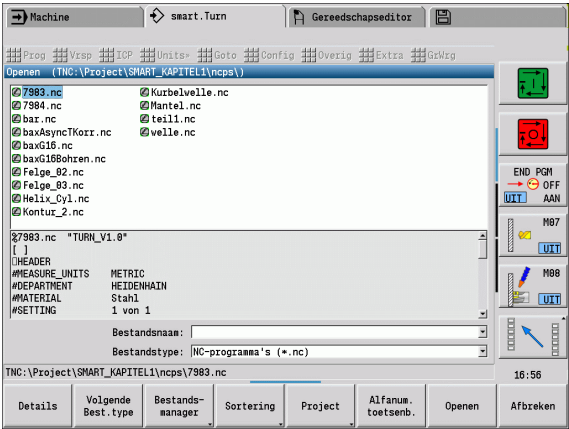 Machine
smart.Turn
Gereedschapseditor
Prog Vrsp ICP Units» Goto Config Overig Extra GrWrg
Openen (TNC:\Project\SMART_KAPITEL1\ncps\)
7983.nc
7984.nc
bar.nc
baxAsyncTKorr.nc
baxG16.nc
baxG16Bohren.nc
Felge_02.nc
Felge_03.nc
Helix_Cyl.nc
Kontur_2.nc
Kurbelwelle.nc
Mantel.nc
teil1.nc
welle.nc
%7983.nc "TURN_V1.0"
[ ]
HEADER
#MEASURE_UNITS METRIC
#DEPARTMENT HEIDENHAIN
#MATERIAL Stahl
#SETTING 1 von 1
Bestandsnaam:
Bestandstype: NC-programma's (*.nc)
TNC:\Project\SMART_KAPITEL1\ncps\7983.nc
END PGM
OFF
UIT AAN
M07
UIT
M08
UIT
16:56
Details
Volgende
Best.type
Bestands-
manager
Sortering
Project
Alfanum.
toetsenb.
Openen
Afbreken